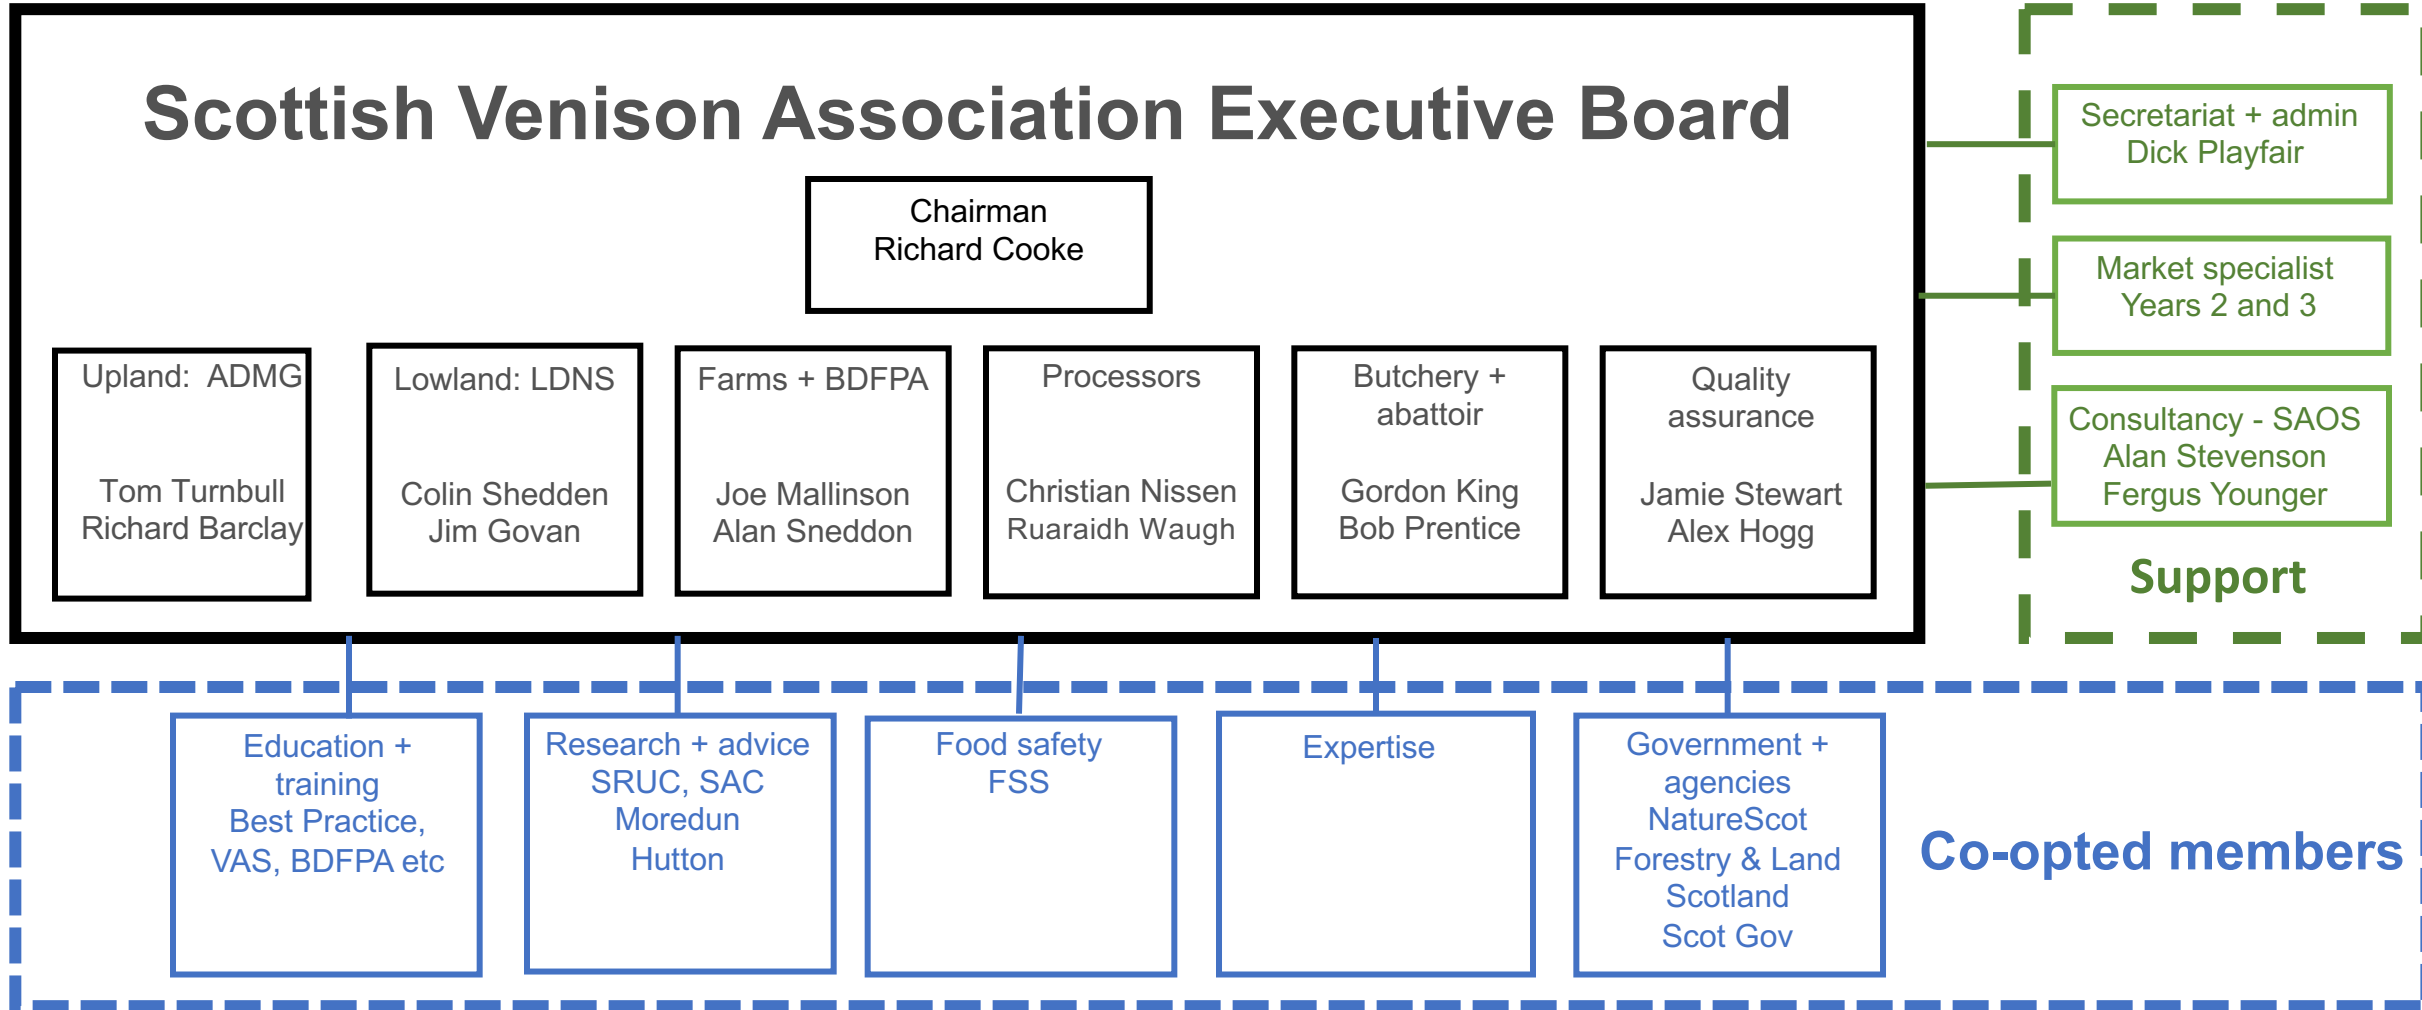 Scottish Venison Association Executive Board
Chairman
Richard Cooke
Upland:  ADMG
Tom Turnbull
Richard Barclay
Lowland: LDNS
Colin Shedden
Jim Govan
Farms + BDFPA
Joe Mallinson
Alan Sneddon
Processors
Christian Nissen
Ruaraidh Waugh
Butchery +
abattoir
Gordon King
Bob Prentice
Quality
assurance
Jamie Stewart
Alex Hogg
Secretariat + admin
Dick Playfair
Market specialist
Years 2 and 3
Consultancy - SAOS
Alan Stevenson
Fergus Younger
Support
Education +
training
Best Practice,
VAS, BDFPA etc
Research + advice
SRUC, SAC
Moredun
Hutton
Food safety
FSS
Expertise
Government +
agencies
NatureScot
Forestry & Land
Scotland
Scot Gov
Co-opted members